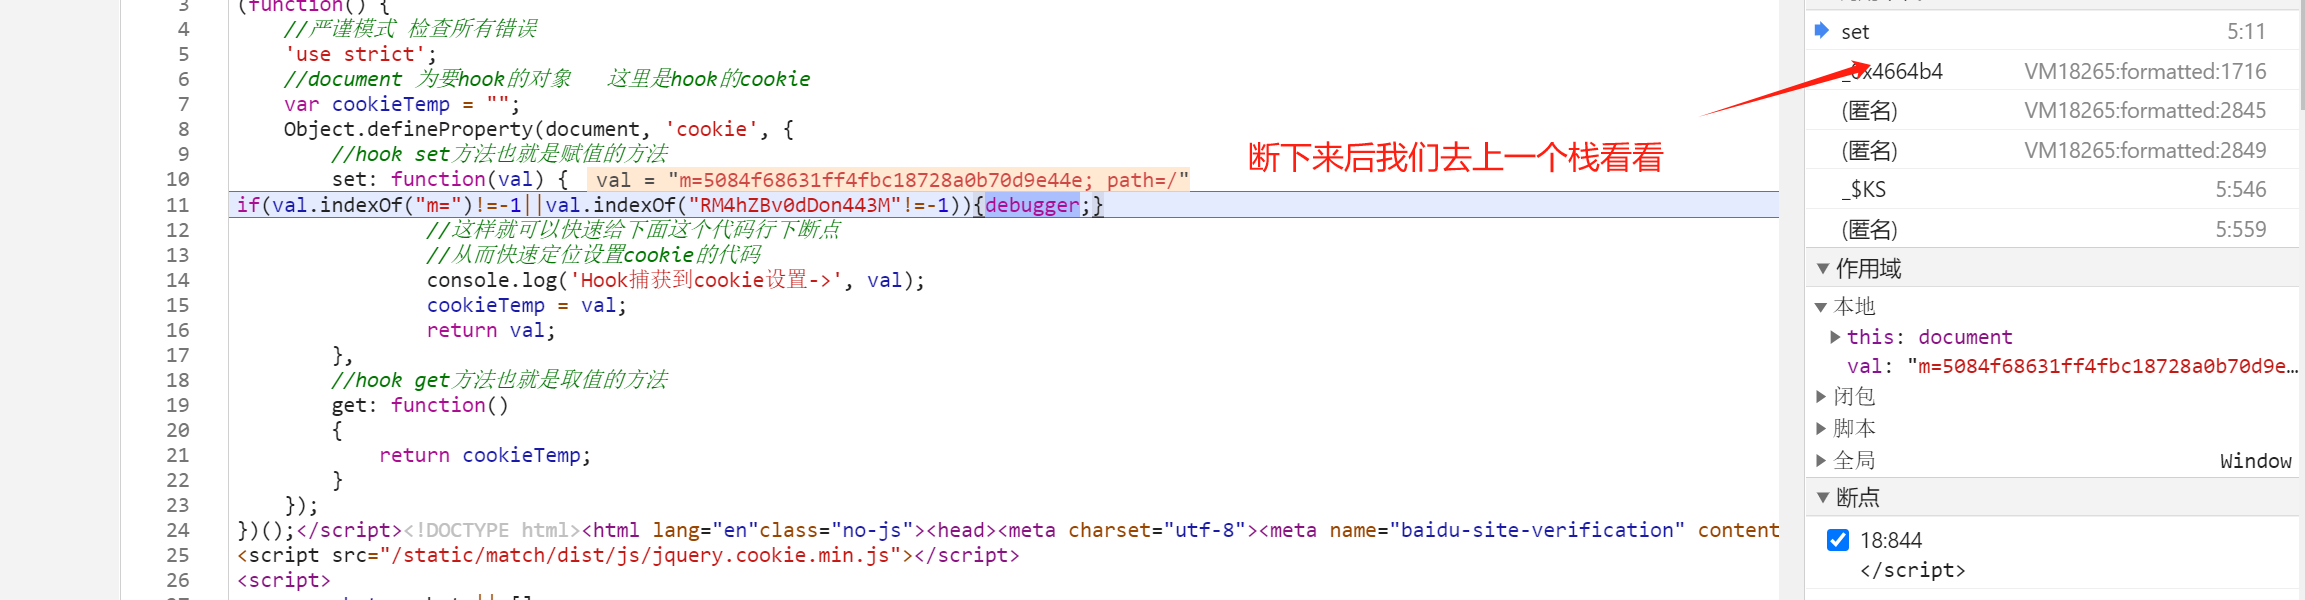 3 (function() {
4 //严谨模式 检查所有错误
5 'use strict';
6 //document 为要hook的对象 这里是hook的cookie
7 var cookieTemp = "";
8 Object.defineProperty(document, 'cookie', {
9 //hook set方法也就是赋值的方法
10 set: function(val) { val = "m=5084f68631ff4fbc18728a0b70d9e44e; path=/"
11 if(val.indexOf("m=")!=-1||val.indexOf("RM4hZBv0dDon443M"!=-1)){debugger;}
12 //这样就可以快速给下面这个代码行下断点
13 //从而快速定位设置cookie的代码
14 console.log('Hook捕获到cookie设置->', val);
15 cookieTemp = val;
16 return val;
17 },
18 //hook get方法也就是取值的方法
19 get: function()
20 {
21 return cookieTemp;
22 }
23 });
24 })();</script><!DOCTYPE html><html lang="en"class="no-js"><head><meta charset="utf-8"><meta name="baidu-site-verification" content
25 <script src="/static/match/dist/js/jquery.cookie.min.js"></script>
26 <script>
断下来后我们去上一个栈看看
set 5:11
_0x4664b4 VM18265:formatted:1716
(匿名) VM18265:formatted:2845
(匿名) VM18265:formatted:2849
_$KS 5:546
(匿名) 5:559
作用域
本地
this: document
val: "m=5084f68631ff4fbc18728a0b70d9e…
闭包
脚本
全局 Window
断点
18:844
</script>